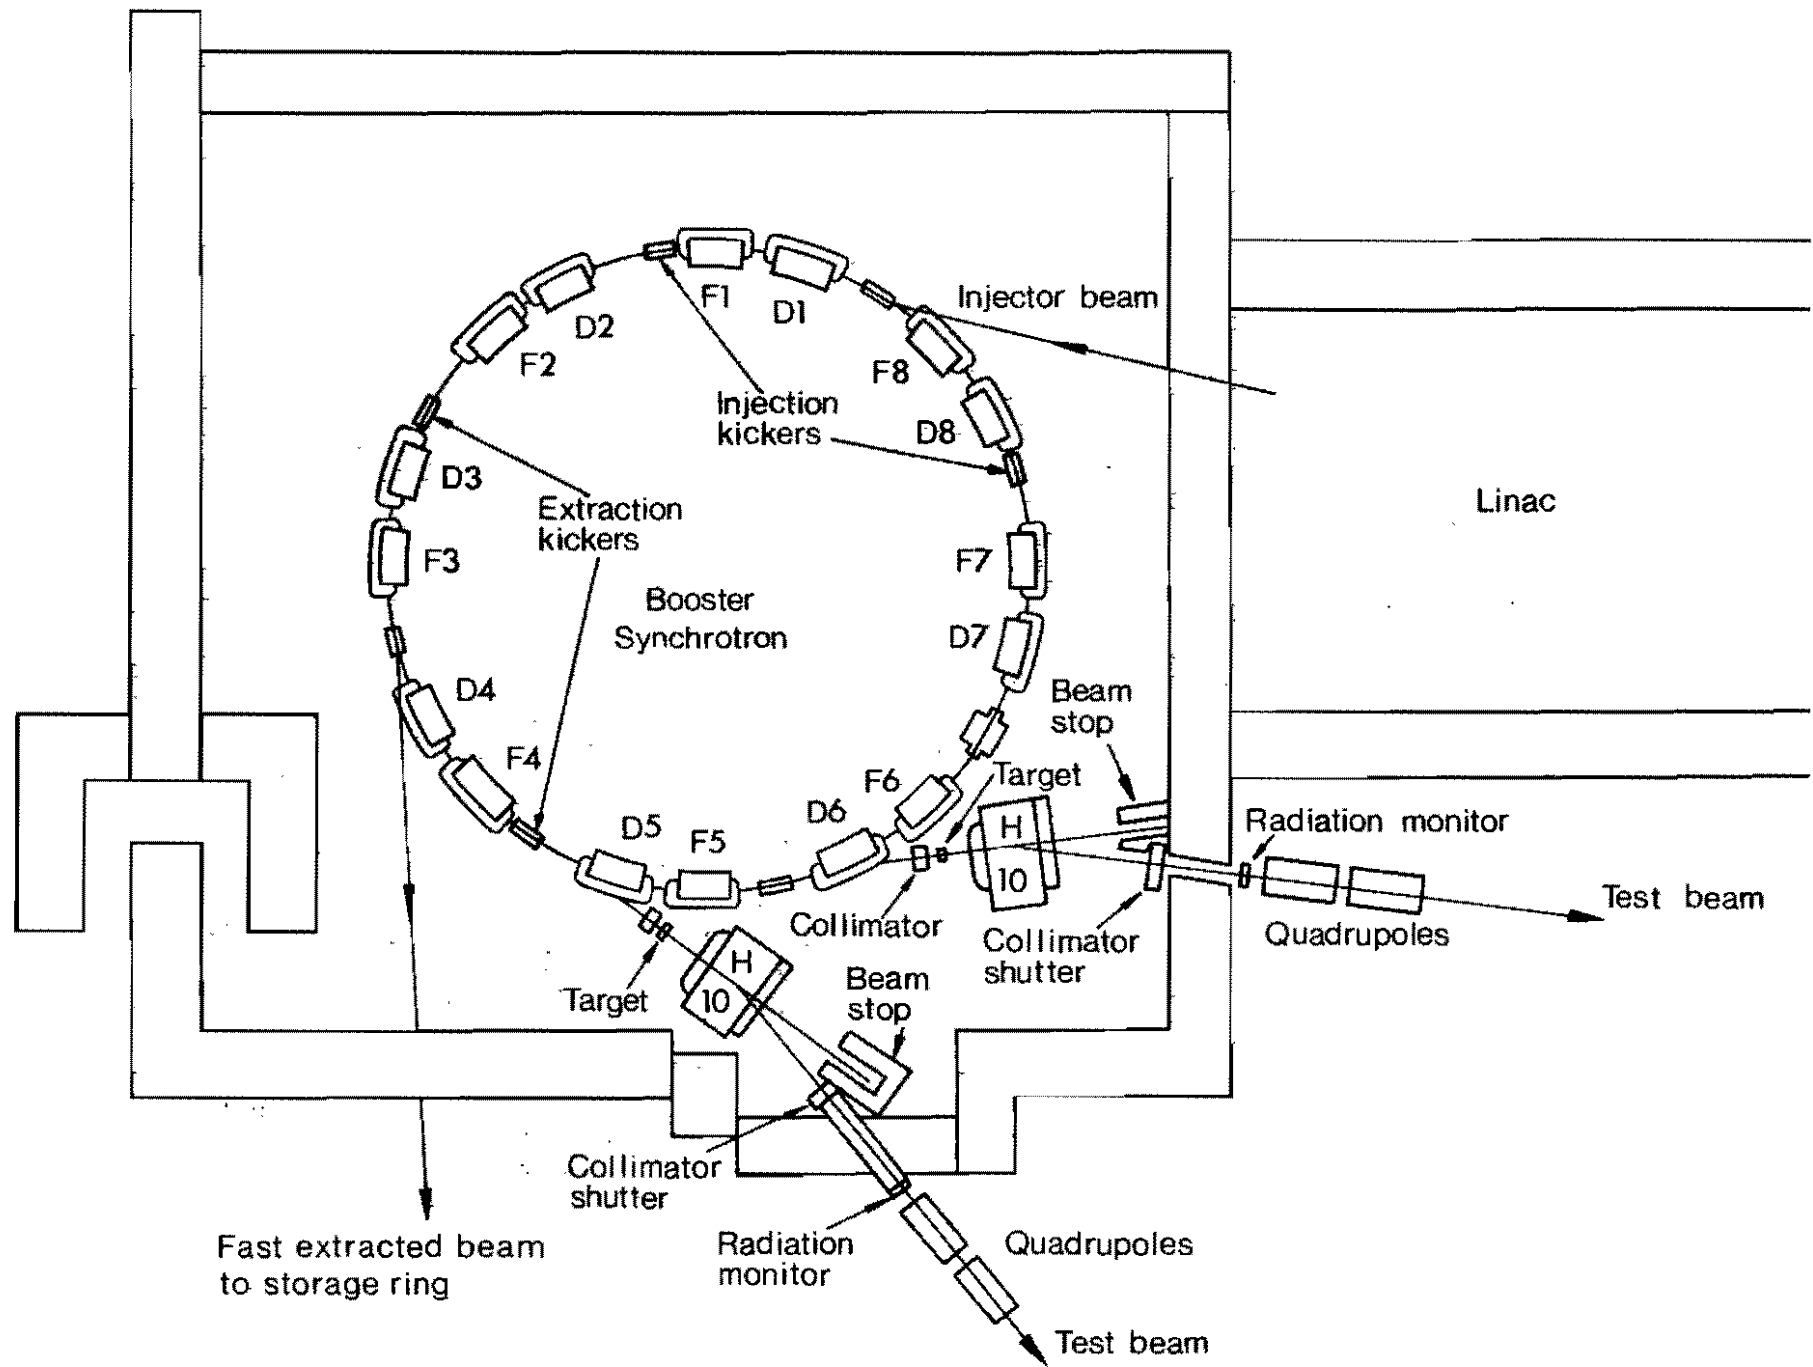 F1
D1
Injector beam
D2
F2
F8
Injection
kickers
D8
D3
Linac
Extraction
kickers
F3
F7
Booster
Synchrotron
D7
D4
Beam
stop
F4
F6
Target
D5
F5
D6
H
10
Radiation monitor
Collimator
Collimator
shutter
Quadrupoles
Test beam
H
10
Target
Beam
stop
Collimator
shutter
Radiation
monitor
Quadrupoles
Fast extracted beam
to storage ring
Test beam